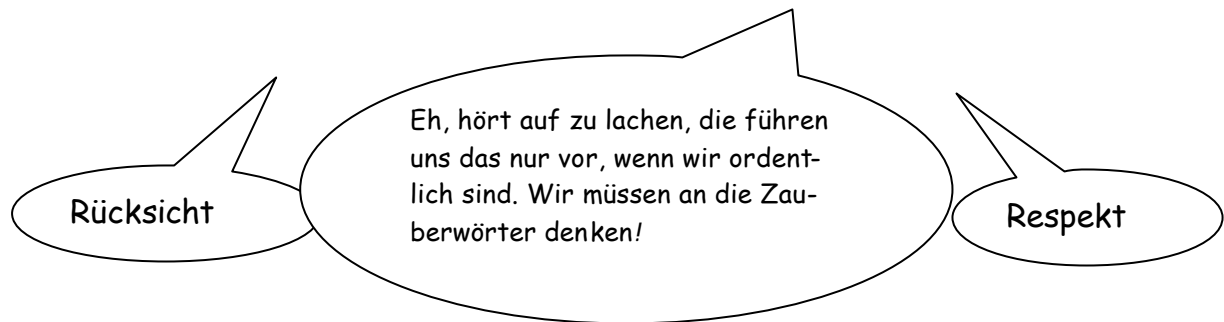 Rücksicht
Eh, hört auf zu lachen, die führen
uns das nur vor, wenn wir ordent-
lich sind. Wir müssen an die Zau-
berwörter denken!
Respekt